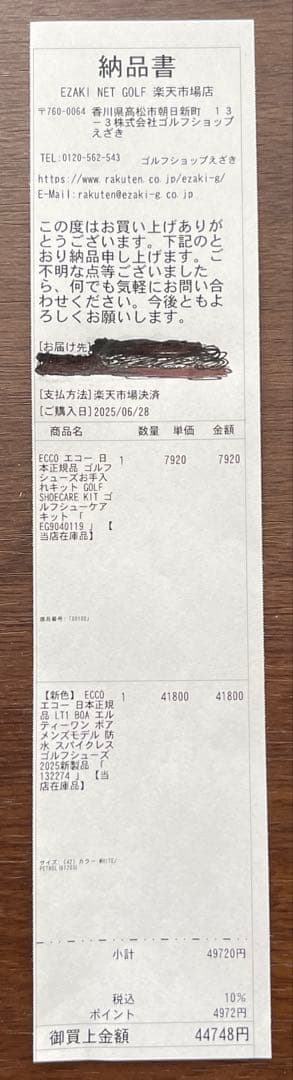 納品書
EZAKI NET GOLF 楽天市場店
〒760-0064 香川県高松市朝日新町 13
-3株式会社ゴルフショップ
えざき
TEL:0120-562-543 ゴルフショップえざき
https://www.rakuten.co.jp/ezaki-g/
E-Mail:rakuten@ezaki-g.co.jp
この度はお買い上げありが
とうございます。下記のと
おり納品申し上げます。ご
不明な点等ございました
ら、何でも気軽にお問い合
わせください。今後ともよ
ろしくお願いします。
[お届け先]
[支払方法]楽天市場決済
[ご購入日]2025/06/28
商品名 数量 単価 金額
ECCO エコー 日 1 7920 7920
本正規品 ゴルフ
シューズお手入
れキット GOLF
SHOECARE KIT ゴ
ルフシューケア
キット 「
EG9040119 」 【
当店在庫品】
【新色】 ECCO 1 41800 41800
エコー 日本正規
品 LT1 BOA エル
ティーワン ボア
メンズモデル 防
水 スパイクレス
ゴルフシューズ
2025新製品 「
132274 」 【当
店在庫品】
サイズ:(42) カラー:WHITE/
PETROL(61203)
小計 49720円
税込 10%
ポイント 4972円
御買上金額 44748円